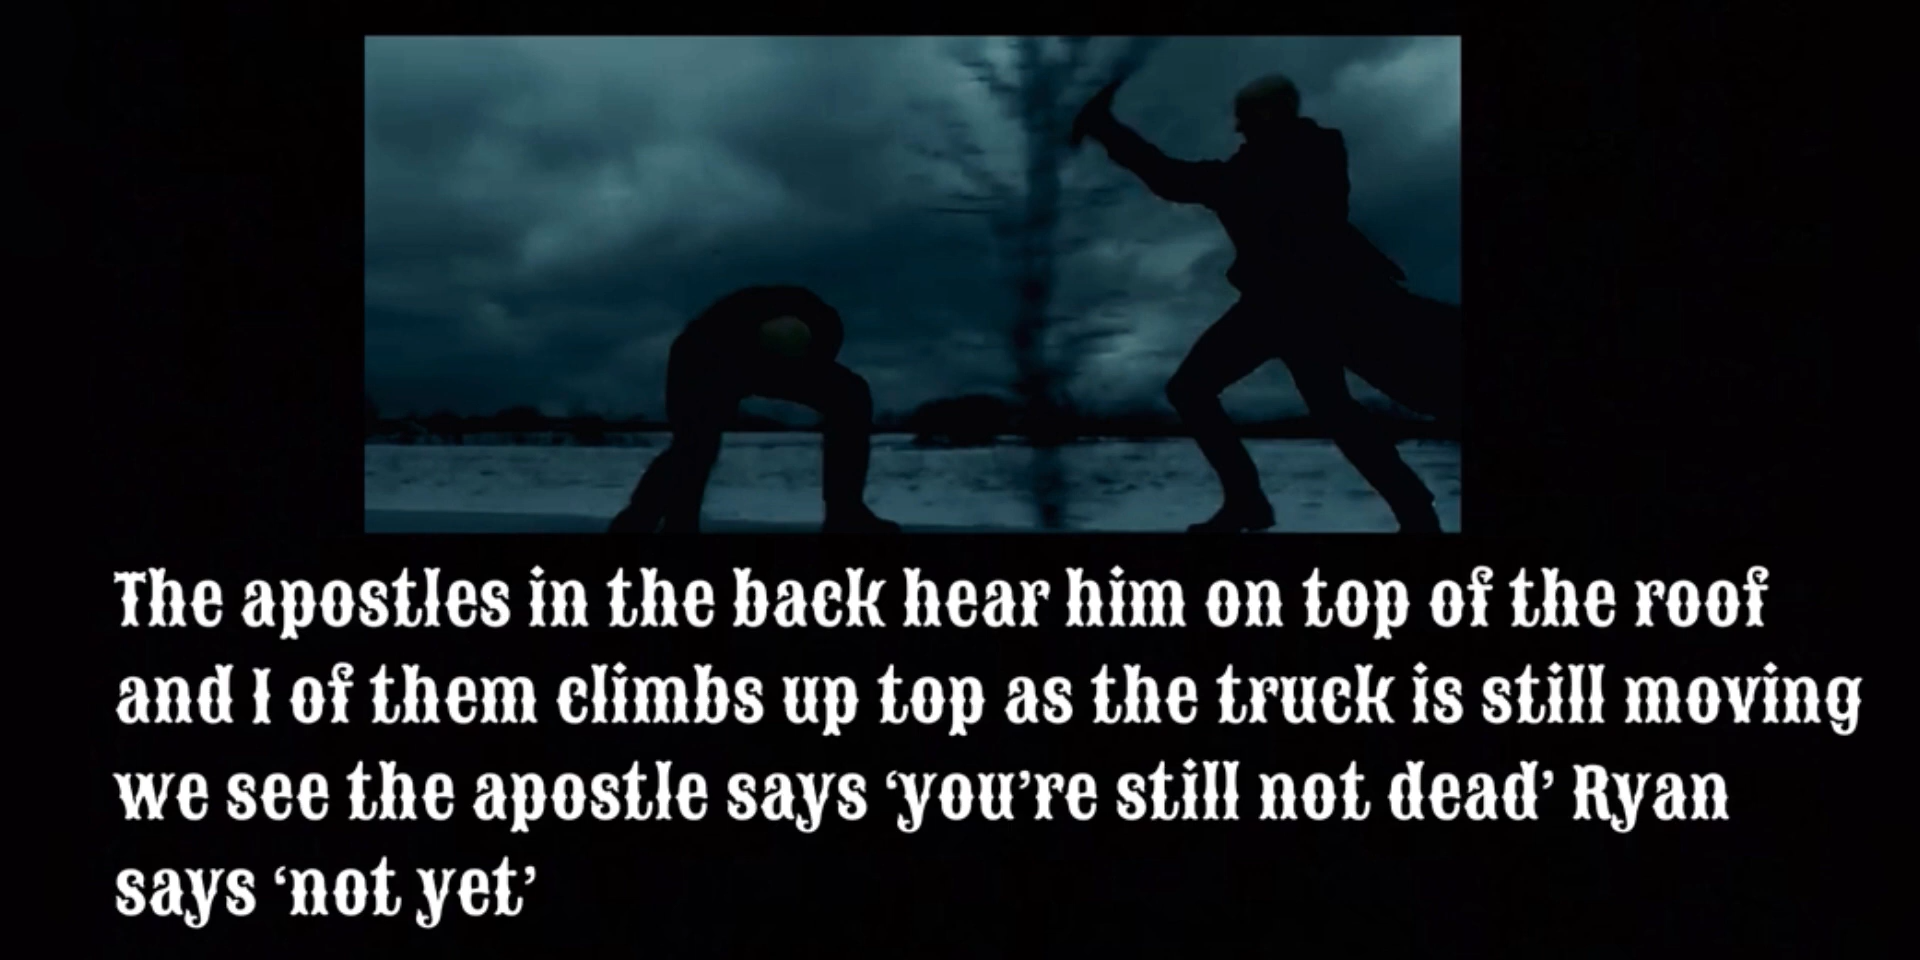 The apostles in the back hear him on top of the roof
and 1 of them climbs up top as the truck is still moving
we see the apostle says ‘you’re still not dead’ Ryan
says ‘not yet’